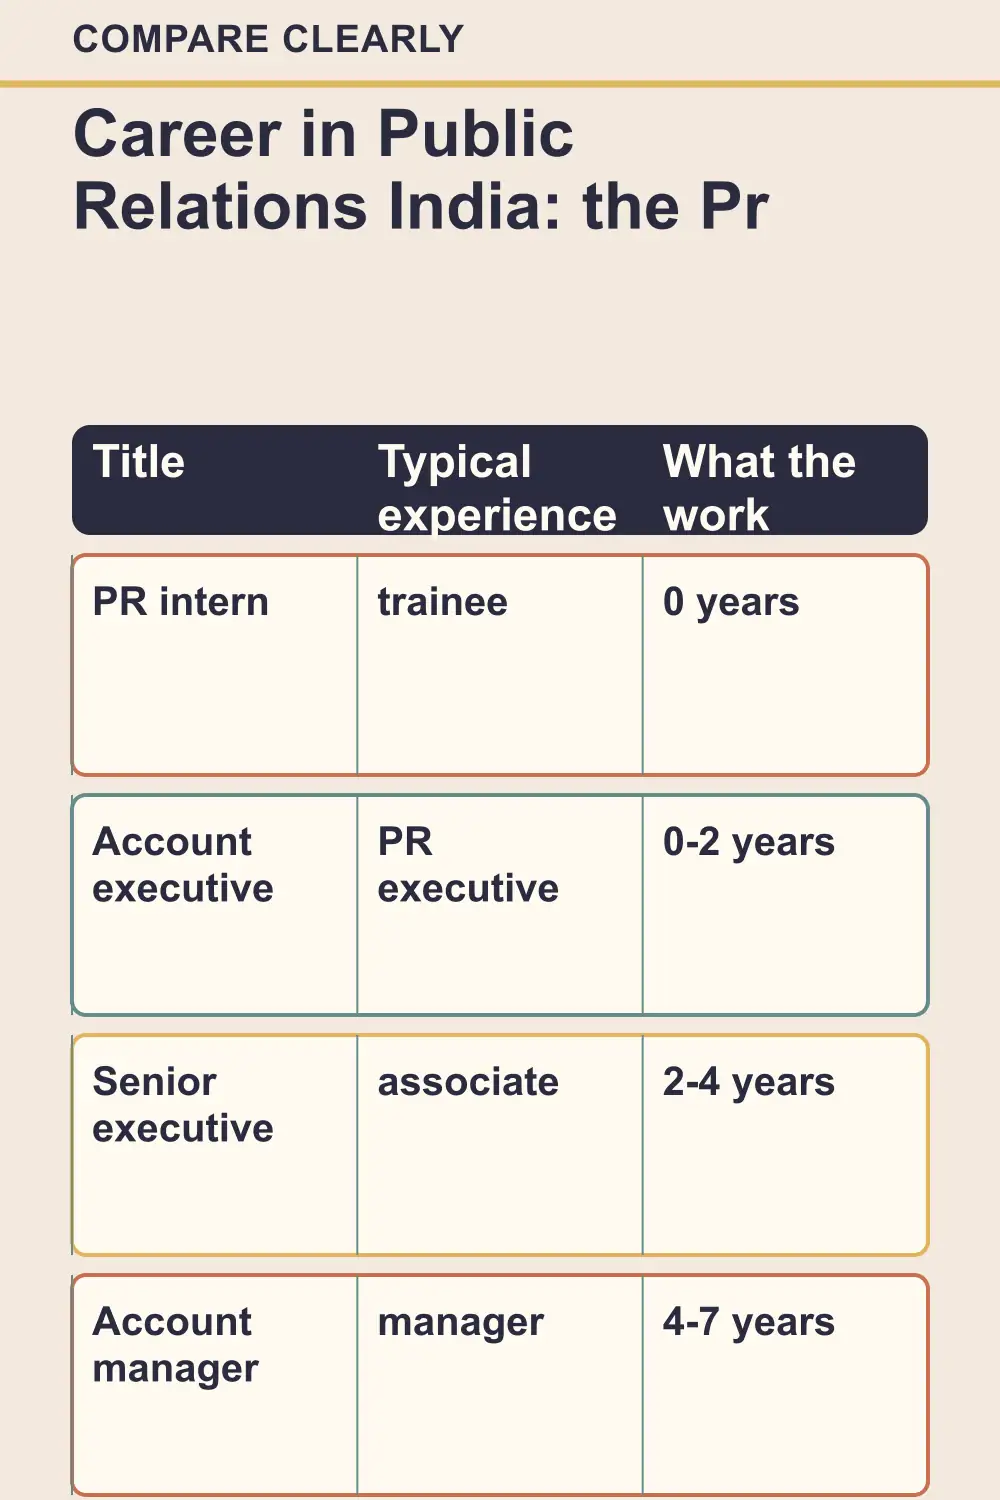 COMPARE CLEARLY
Career in Public
Relations India: the Pr
Title
Typical
experience
What the
work
PR intern
trainee
0 years
Account
executive
PR
executive
0-2 years
Senior
executive
associate
2-4 years
Account
manager
manager
4-7 years